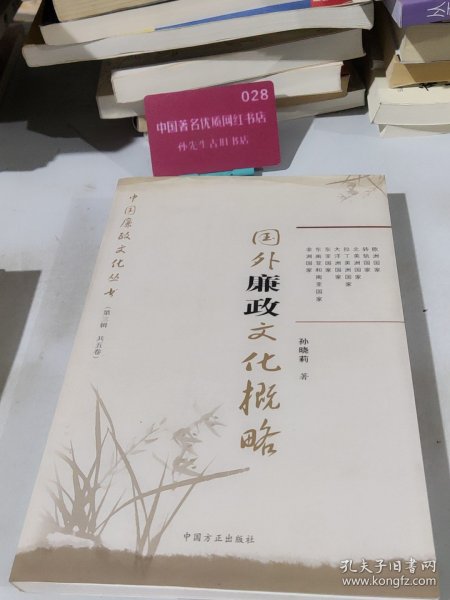 028
中国著名优质网红书店
孙先生古旧书店
中国廉政文化丛书
（第三辑 共五卷）
国外廉政文化概略
欧洲国家
转轨国家
北美洲国家
拉丁美洲国家
大洋洲国家
东亚国家
东南亚和南亚国家
非洲国家
孙晓莉 著
中国方正出版社
孔夫子旧书网
www.kongfz.com